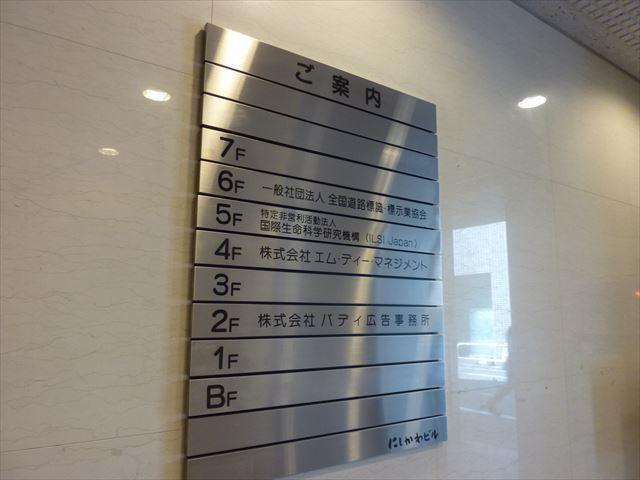 ご案内
7F
6F 一般社団法人 全国道路標識・標示業協会
5F 特定非営利活動法人
国際生命科学研究機構 (ILSI Japan)
4F 株式会社 エム・ディー・マネジメント
3F
2F 株式会社 バディ広告事務所
1F
BF
にしかわビル